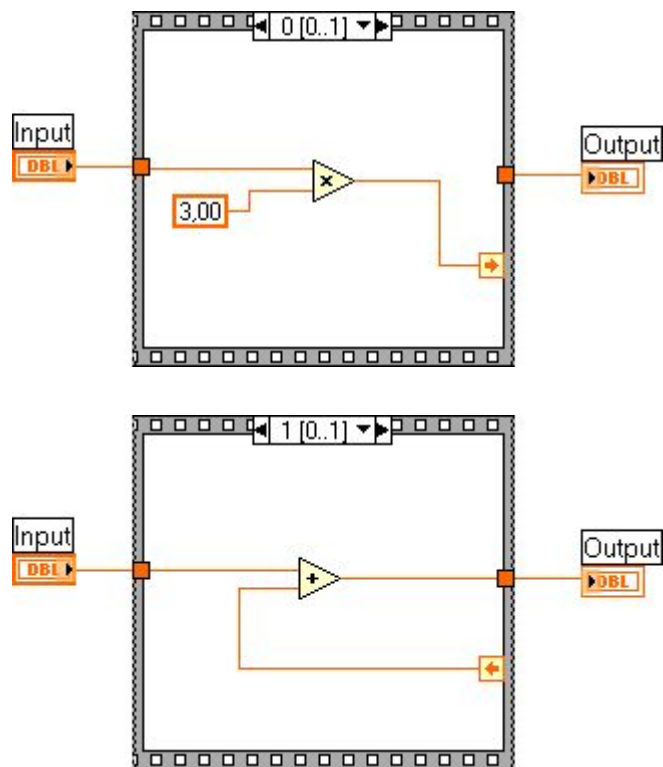 0 [0..1]
Input
DBL
3,00
×
Output
DBL
1 [0..1]
Input
DBL
+
Output
DBL